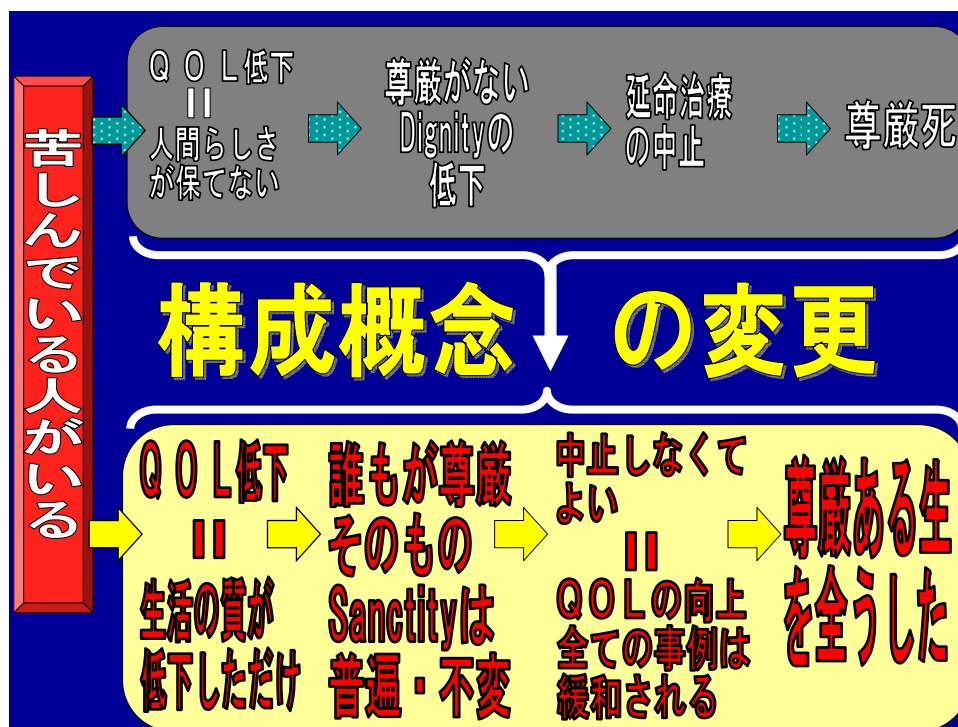 苦しんでいる人がいる
ＱＯＬ低下
=
人間らしさ
が保てない
尊厳がない
Dignityの
低下
延命治療
の中止
尊厳死
構成概念 の変更
ＱＯＬ低下
=
生活の質が
低下しただけ
誰もが尊厳
そのもの
Sanctityは
普遍・不変
中止しなくて
よい
=
ＱＯＬの向上
全ての事例は
緩和される
尊厳ある生
を全うした